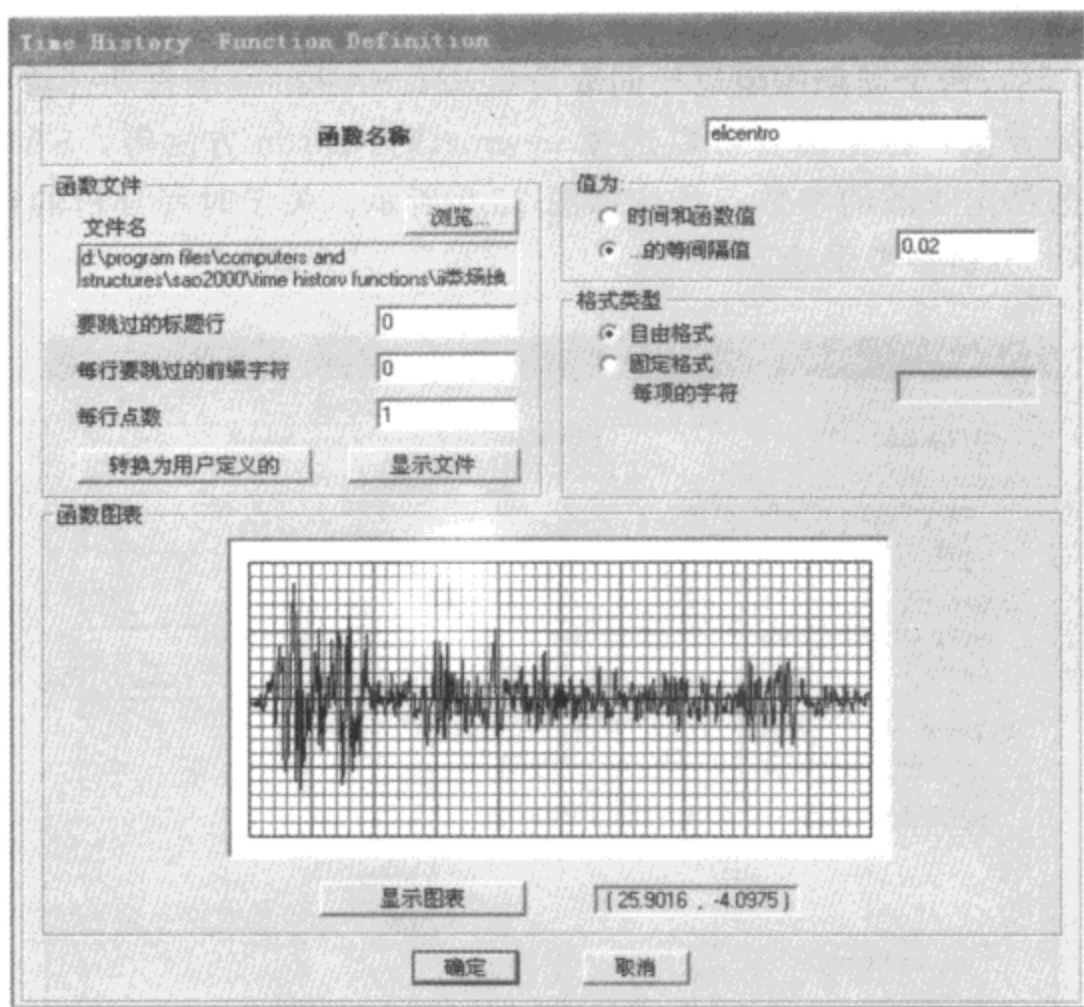 Time History Function Definition
函数名称
elcentro
函数文件
文件名
浏览...
d:\program files\computers and
structures\sap2000\time history functions\ii类场地
要跳过的标题行
0
每行要跳过的前缀字符
0
每行点数
1
转换为用户定义的
显示文件
值为:
时间和函数值
...的等间隔值
0.02
格式类型
自由格式
固定格式
每项的字符
函数图表
显示图表
( 25.9016 , -4.0975 )
确定
取消